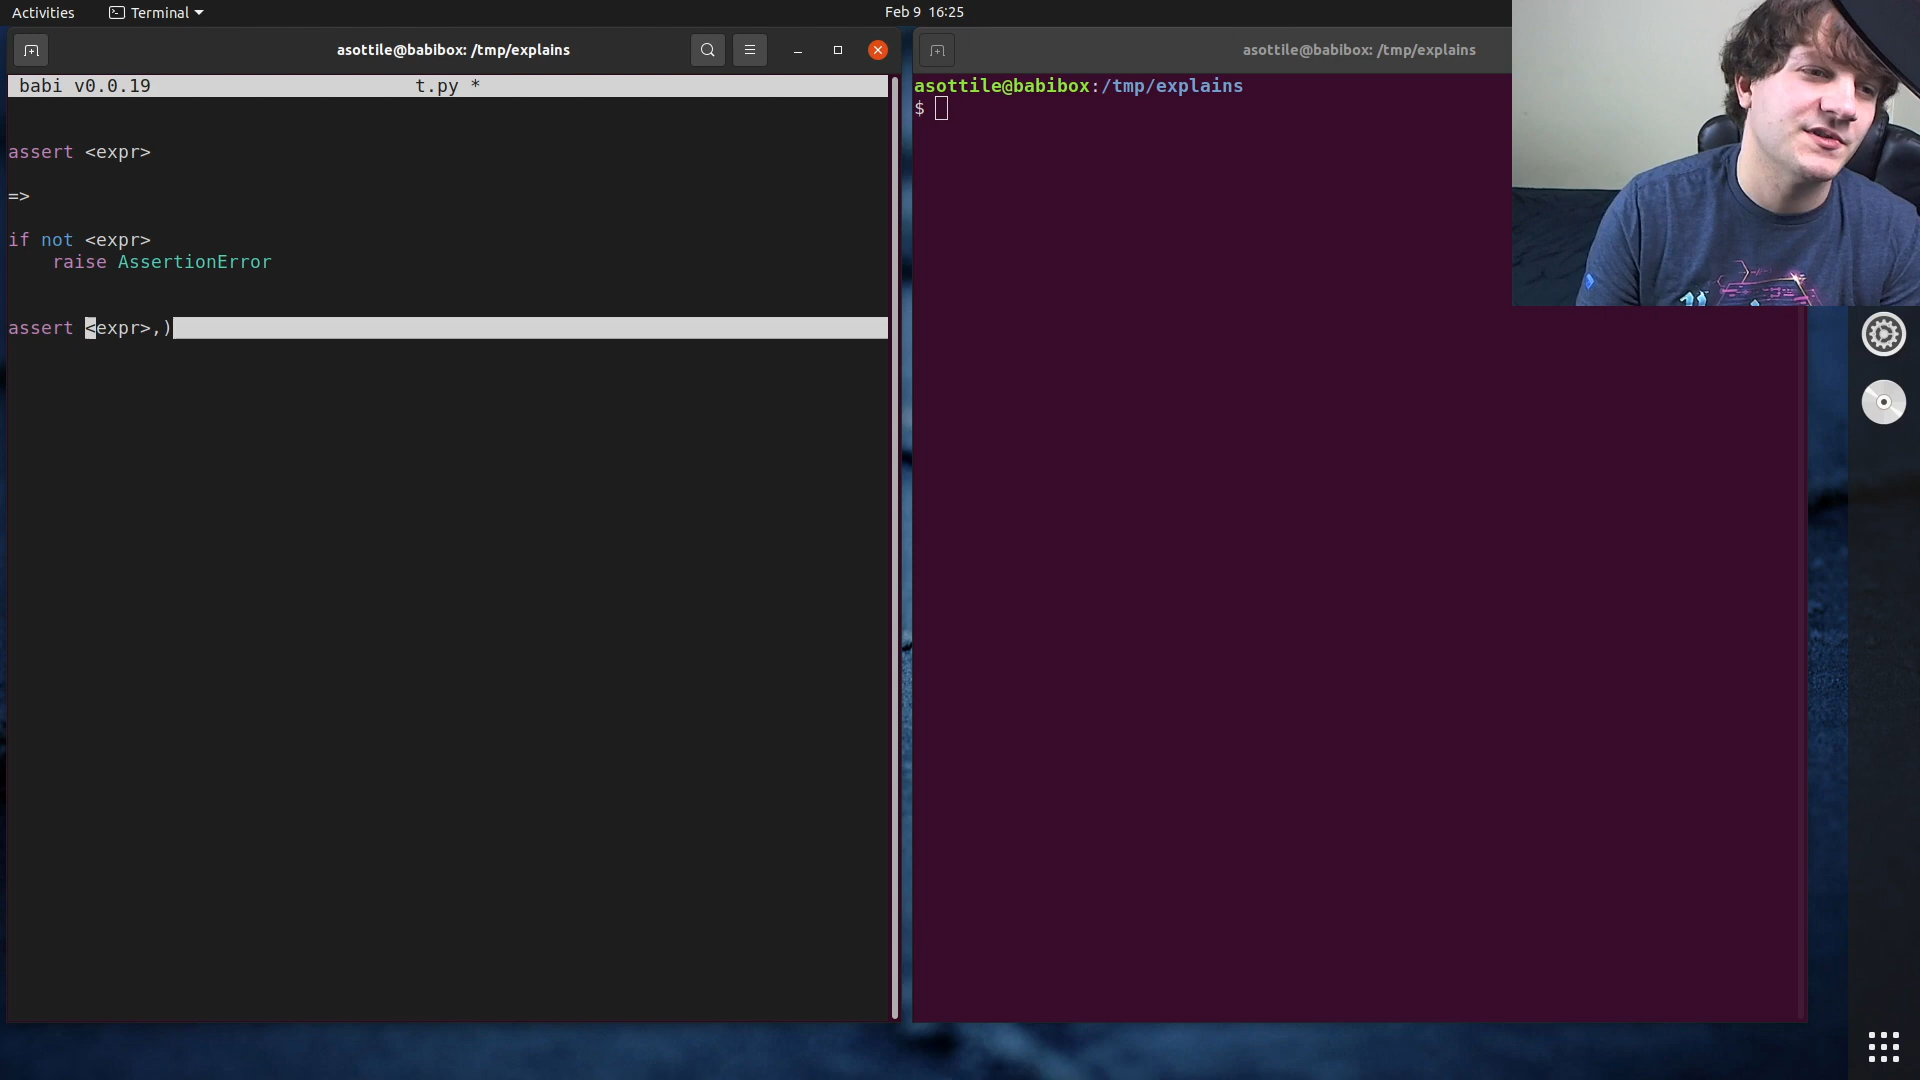 Activities
Terminal
Feb 9 16:25
asottile@babibox: /tmp/explains
asottile@babibox: /tmp/explains
babi v0.0.19
t.py *
assert <expr>
=>
if not <expr>
    raise AssertionError
assert <expr>,)
asottile@babibox:/tmp/explains
$